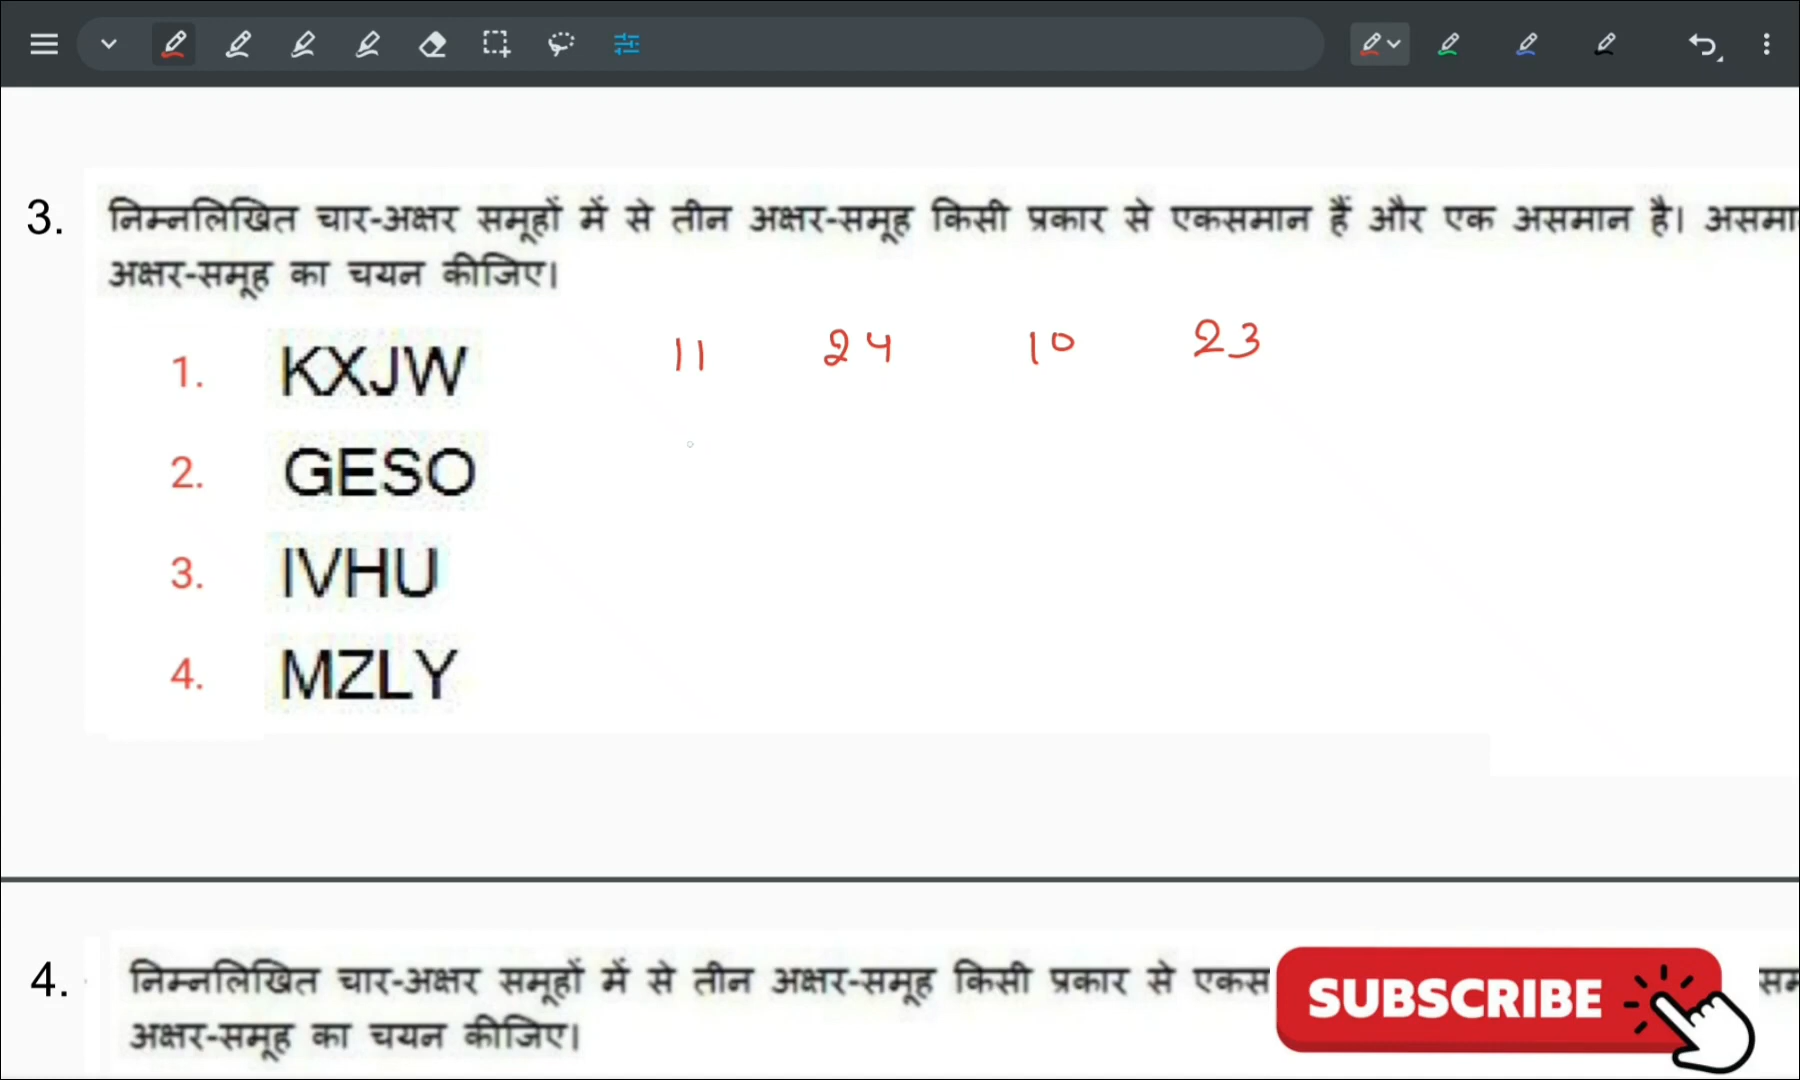 3. निम्नलिखित चार-अक्षर समूहों में से तीन अक्षर-समूह किसी प्रकार से एकसमान हैं और एक असमान है। असमा
अक्षर-समूह का चयन कीजिए।
1. KXJW 11 24 10 23
2. GESO
3. IVHU
4. MZLY
4. निम्नलिखित चार-अक्षर समूहों में से तीन अक्षर-समूह किसी प्रकार से एकस
SUBSCRIBE
अक्षर-समूह का चयन कीजिए।